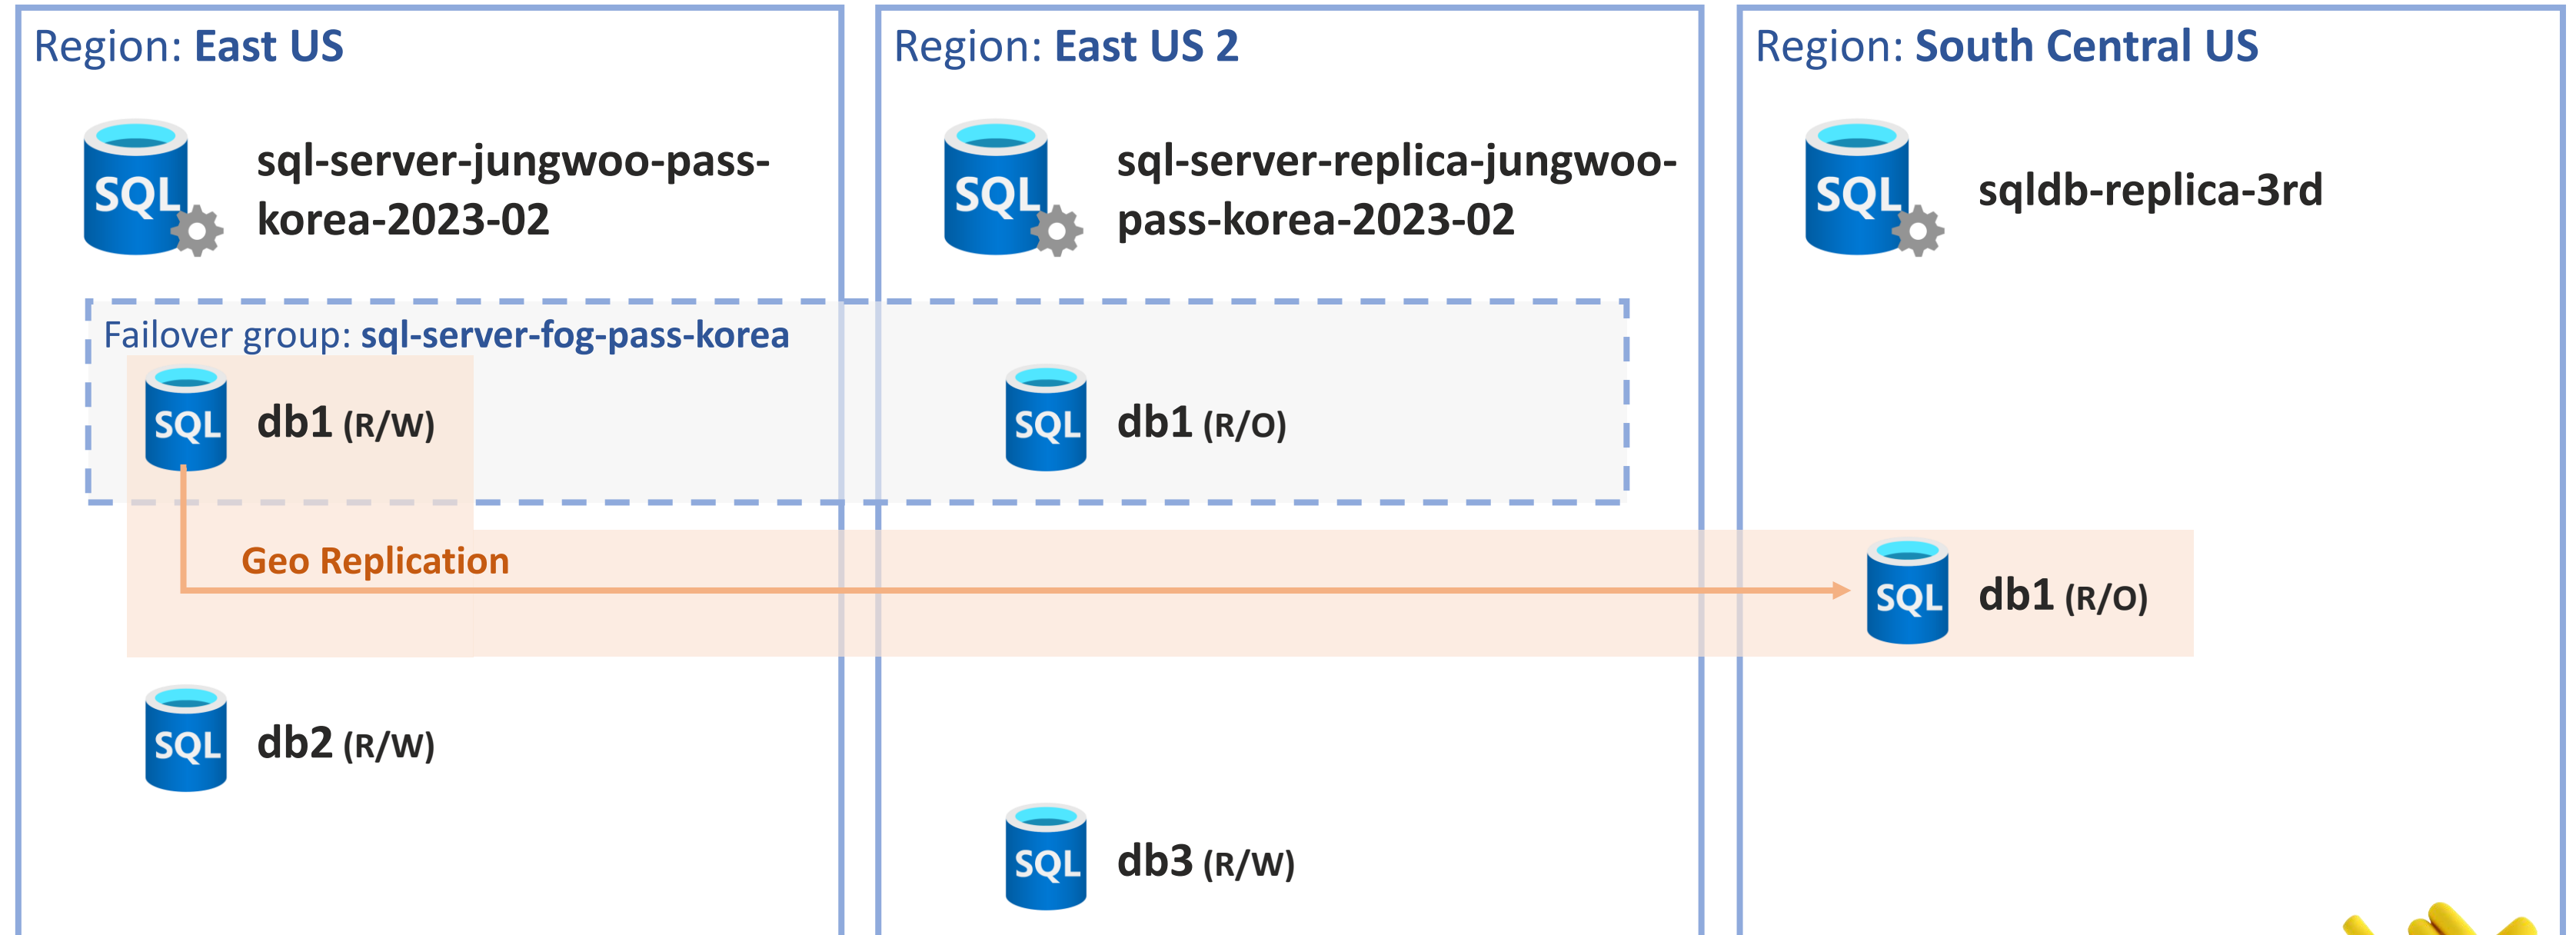 Region: East US
SQL
sql-server-jungwoo-pass-
korea-2023-02
Region: East US 2
SQL
sql-server-replica-jungwoo-
pass-korea-2023-02
Region: South Central US
SQL
sqldb-replica-3rd
Failover group: sql-server-fog-pass-korea
SQL
db1 (R/W)
SQL
db1 (R/O)
Geo Replication
SQL
db1 (R/O)
SQL
db2 (R/W)
SQL
db3 (R/W)